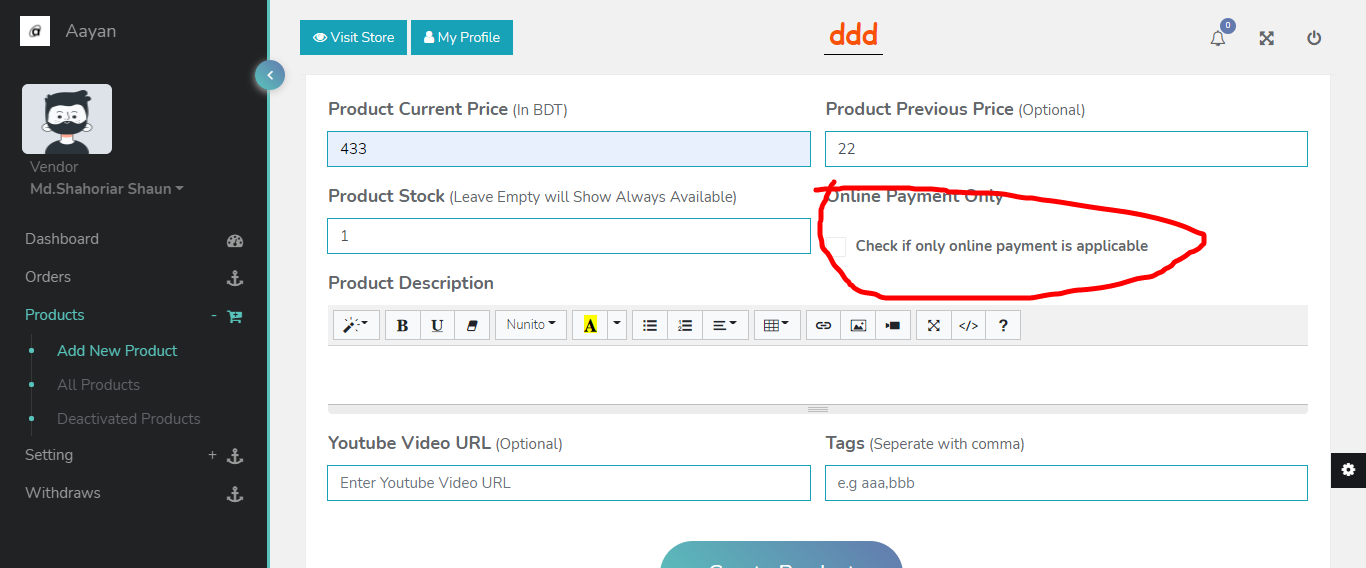 Aayan
Visit Store
My Profile
ddd
0
Vendor
Md.Shahoriar Shaun
Dashboard
Orders
Products -
Add New Product
All Products
Deactivated Products
Setting +
Withdraws
Product Current Price (In BDT)
433
Product Previous Price (Optional)
22
Product Stock (Leave Empty will Show Always Available)
1
Online Payment Only
Check if only online payment is applicable
Product Description
B U Nunito A </> ?
Youtube Video URL (Optional)
Enter Youtube Video URL
Tags (Seperate with comma)
e.g aaa,bbb